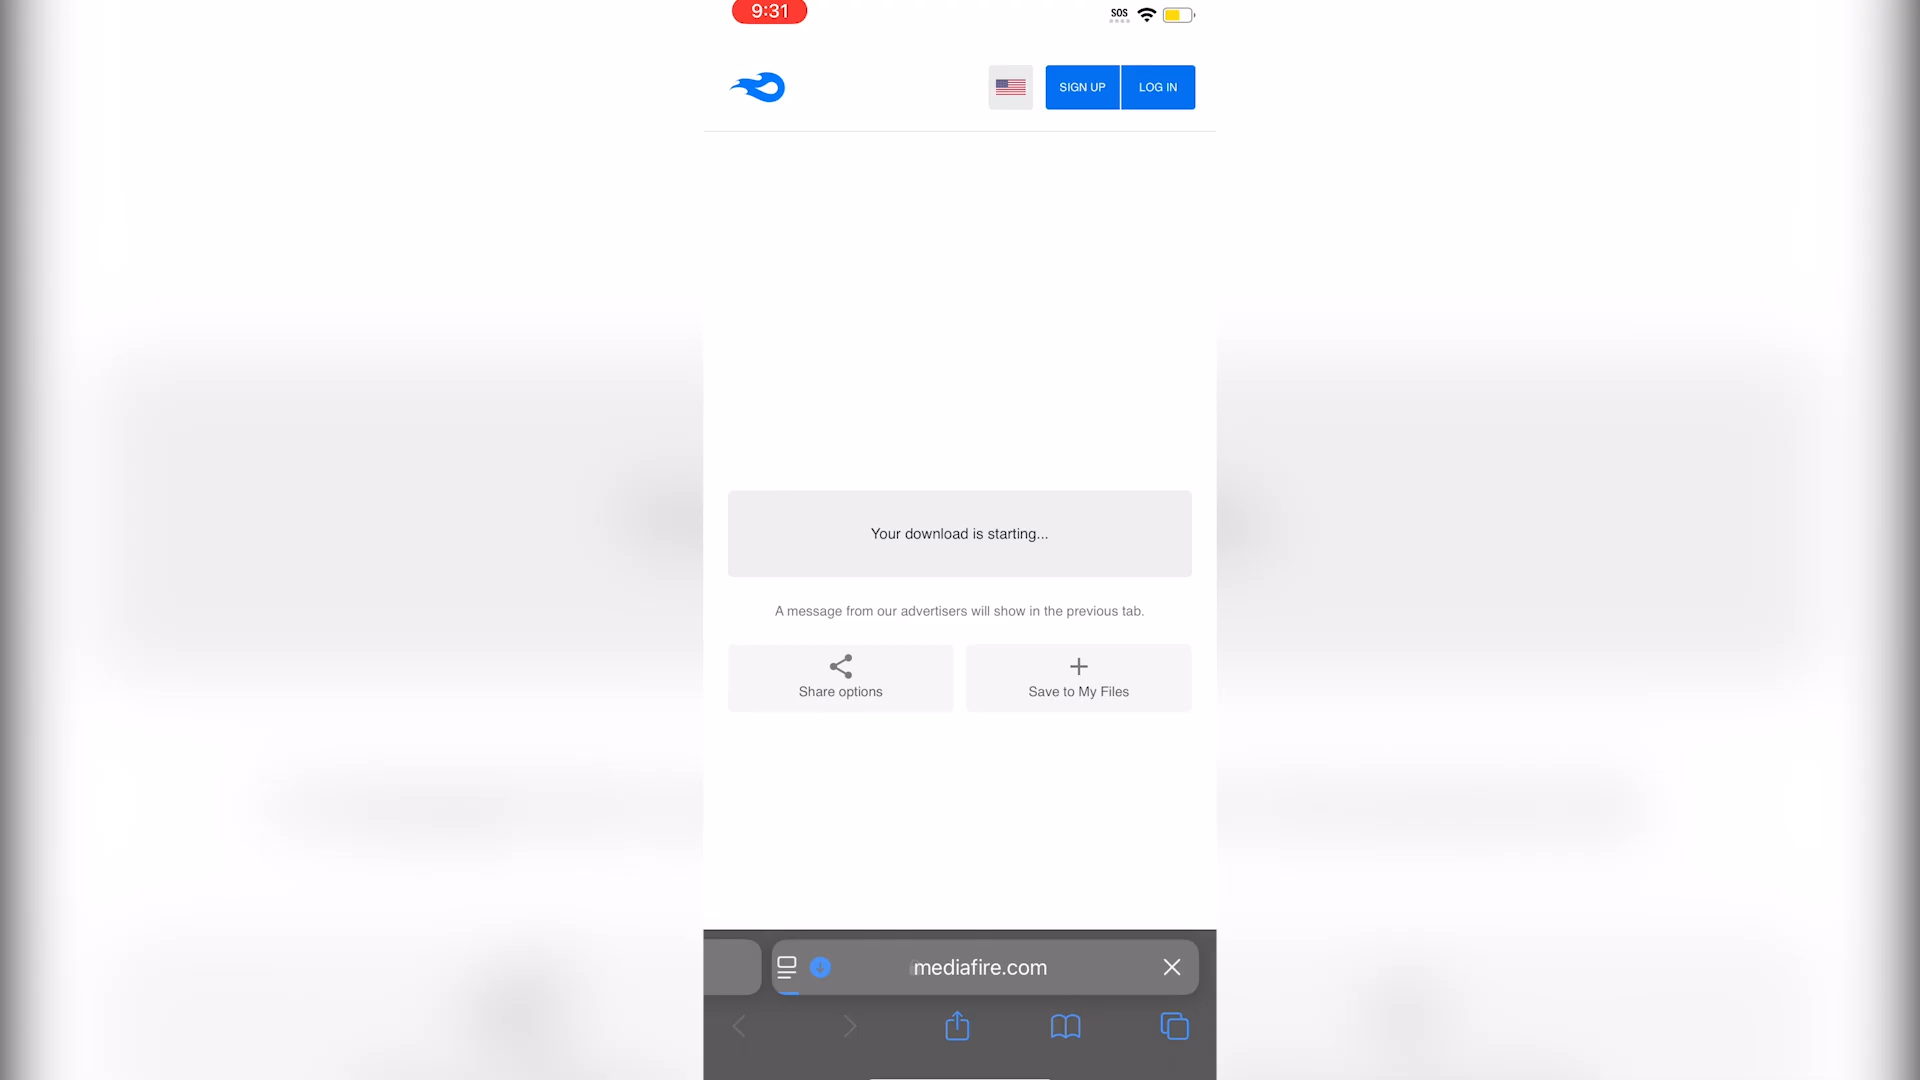 9:31
SOS
SIGN UP
LOG IN
Your download is starting...
A message from our advertisers will show in the previous tab.
Share options
Save to My Files
mediafire.com